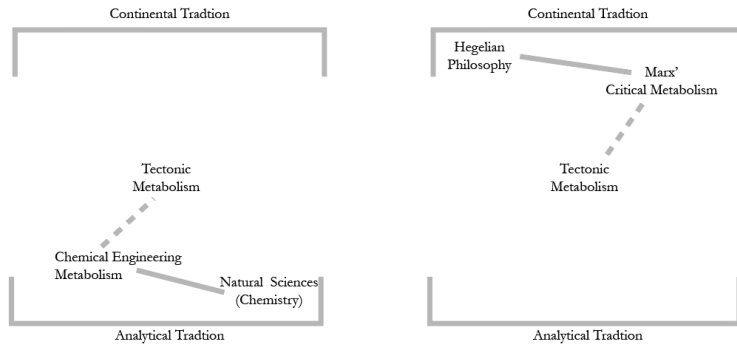 Continental Tradtion
Tectonic
Metabolism
Chemical Engineering
Metabolism
Natural Sciences
(Chemistry)
Analytical Tradtion
Continental Tradtion
Hegelian
Philosophy
Marx'
Critical Metabolism
Tectonic
Metabolism
Analytical Tradtion